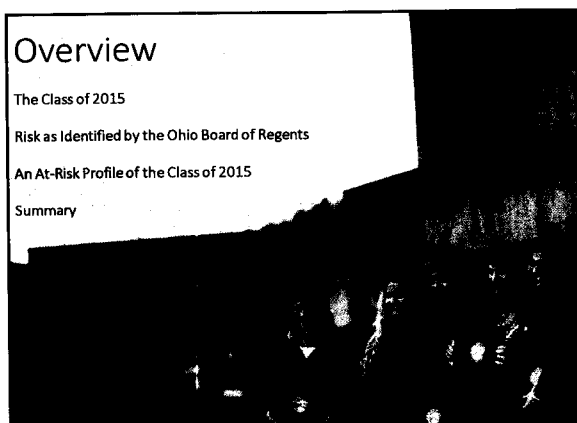 Overview
The Class of 2015
Risk as Identified by the Ohio Board of Regents
An At-Risk Profile of the Class of 2015
Summary